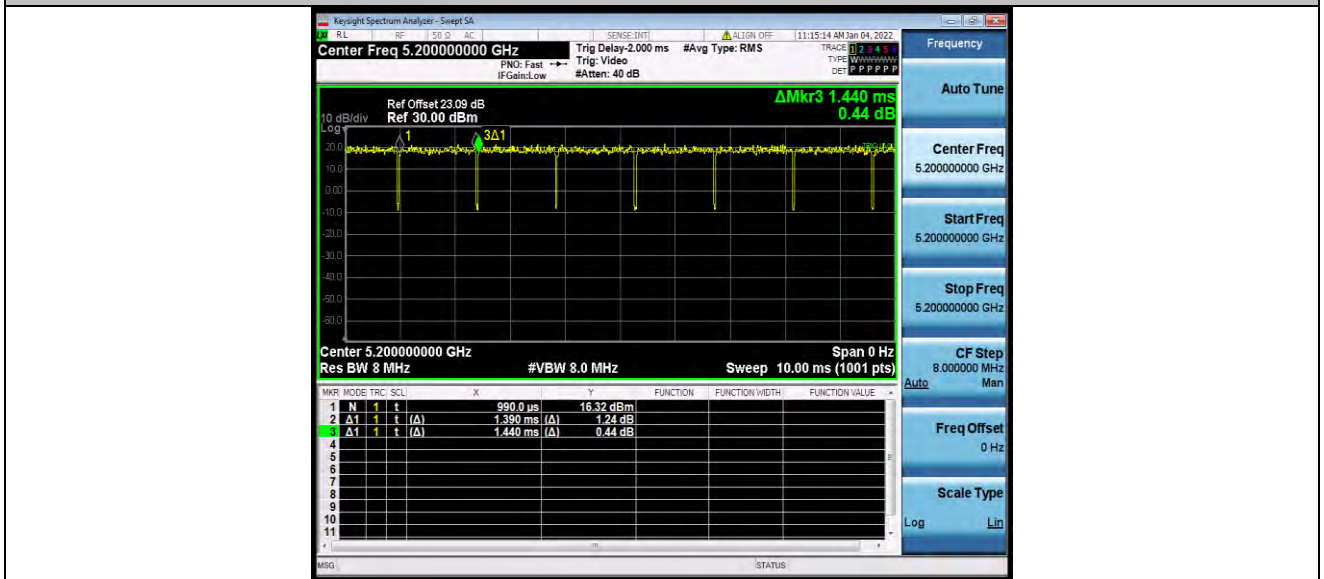 Keysight Spectrum Analyzer - Swept SA
RL RF 50 Ω AC SENSE:INT ALIGN OFF 11:15:14 AM Jan 04, 2022
Center Freq 5.200000000 GHz
PNO: Fast
IFGain:Low
Trig Delay-2.000 ms
Trig: Video
#Atten: 40 dB
#Avg Type: RMS
TRACE 1 2 3 4 5 6
TYPE WWWWWW
DET P P P P P P
ΔMkr3 1.440 ms
0.44 dB
Ref Offset 23.09 dB
10 dB/div Ref 30.00 dBm
Log
1
3Δ1
20.0
10.0
0.00
-10.0
-20.0
-30.0
-40.0
-50.0
-60.0
Center 5.200000000 GHz Span 0 Hz
Res BW 8 MHz #VBW 8.0 MHz Sweep 10.00 ms (1001 pts)
MKR MODE TRC SCL X Y FUNCTION FUNCTION WIDTH FUNCTION VALUE
1 N 1 t 990.0 µs 16.32 dBm
2 Δ1 1 t (Δ) 1.390 ms (Δ) 1.24 dB
3 Δ1 1 t (Δ) 1.440 ms (Δ) 0.44 dB
4
5
6
7
8
9
10
11
MSG STATUS
Frequency
Auto Tune
Center Freq
5.200000000 GHz
Start Freq
5.200000000 GHz
Stop Freq
5.200000000 GHz
CF Step
8.000000 MHz
Auto Man
Freq Offset
0 Hz
Scale Type
Log Lin